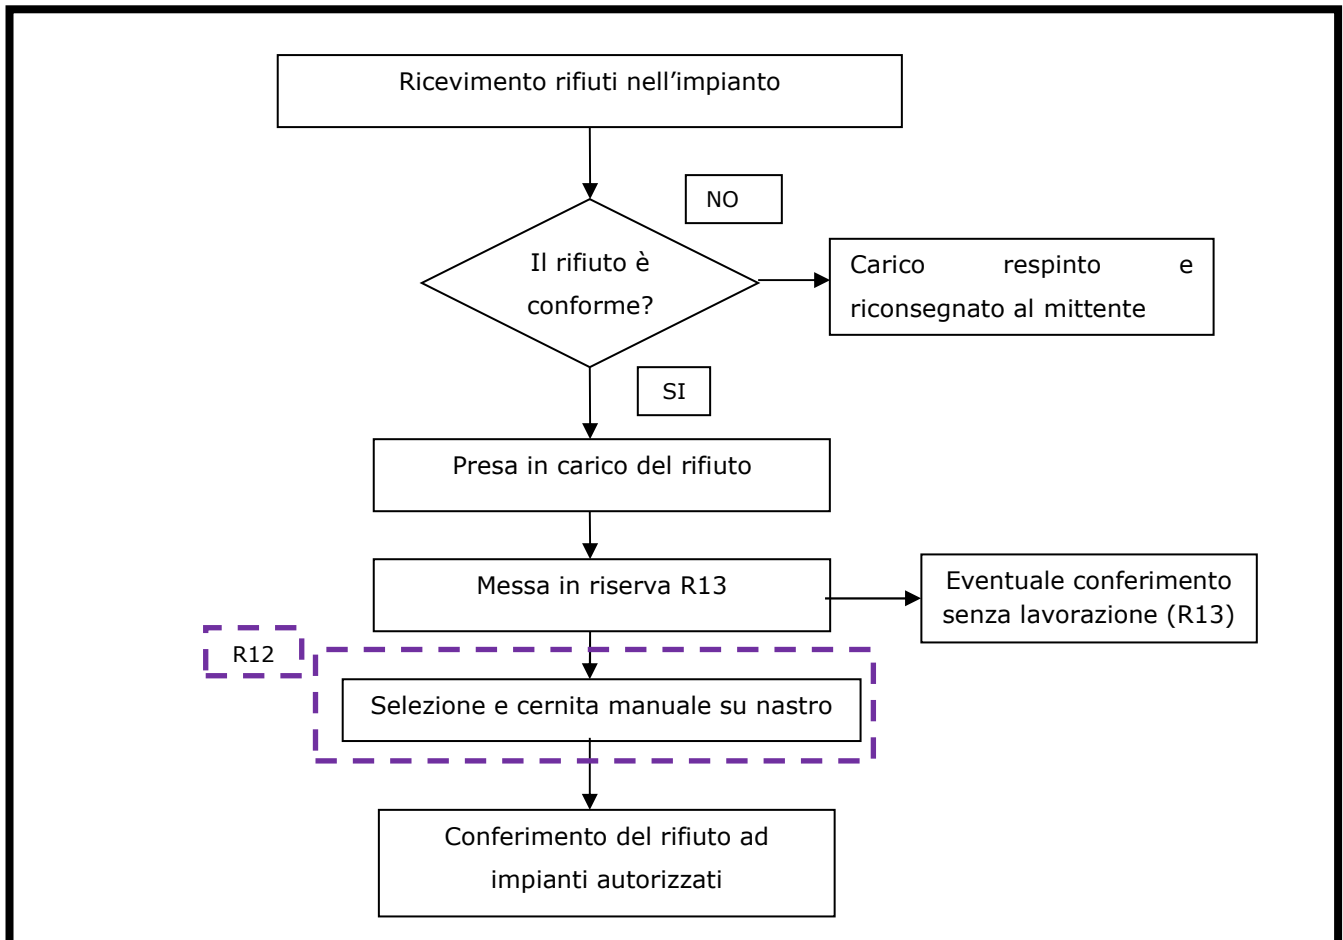 Ricevimento rifiuti nell’impianto
NO
Il rifiuto è
conforme?
Carico respinto e
riconsegnato al mittente
SI
Presa in carico del rifiuto
Messa in riserva R13
Eventuale conferimento
senza lavorazione (R13)
R12
Selezione e cernita manuale su nastro
Conferimento del rifiuto ad
impianti autorizzati